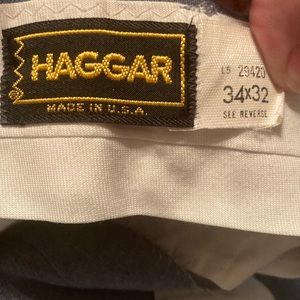 HAGGAR
MADE IN U.S.A.
LS 29420
34x32
SEE REVERSE